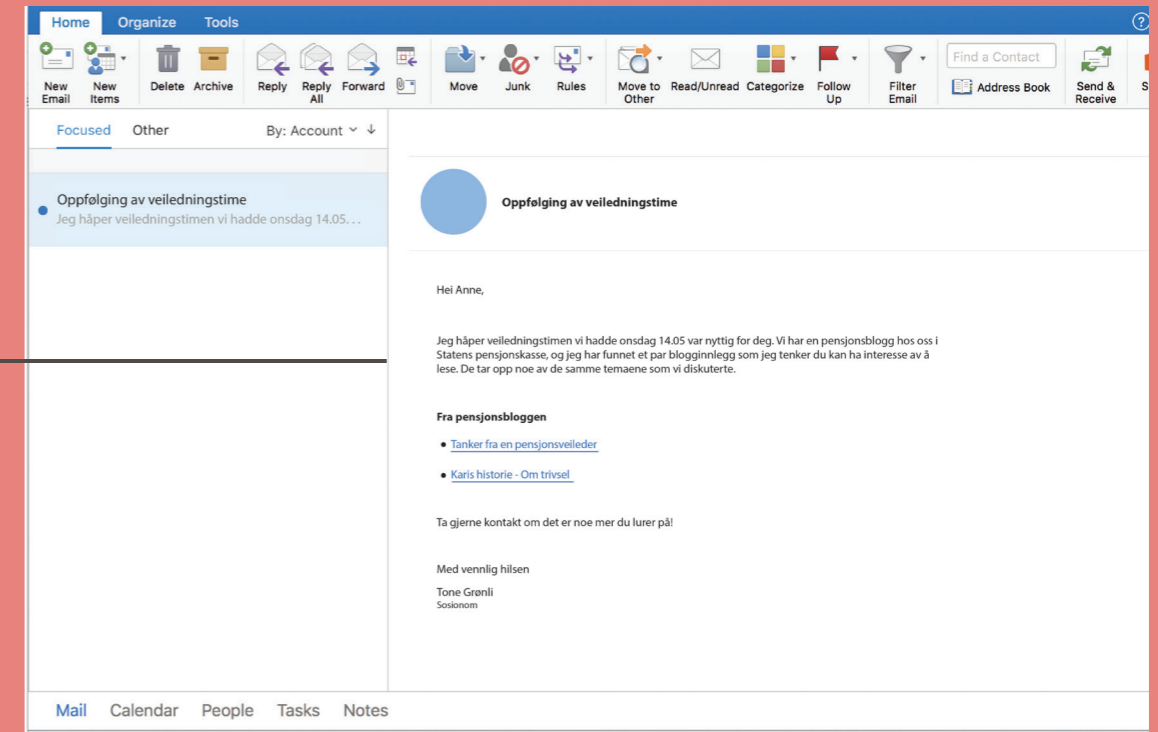 Home Organize Tools
?
New Email
New Items
Delete
Archive
Reply
Reply All
Forward
Move
Junk
Rules
Move to Other
Read/Unread
Categorize
Follow Up
Filter Email
Find a Contact
Address Book
Send & Receive
S
Focused Other By: Account
Oppfølging av veiledningstime
Jeg håper veiledningstimen vi hadde onsdag 14.05. . .
Oppfølging av veiledningstime
Hei Anne,
Jeg håper veiledningstimen vi hadde onsdag 14.05 var nyttig for deg. Vi har en pensjonsblogg hos oss i
Statens pensjonskasse, og jeg har funnet et par blogginnlegg som jeg tenker du kan ha interesse av å
lese. De tar opp noe av de samme temaene som vi diskuterte.
Fra pensjonsbloggen
• Tanker fra en pensjonsveileder
• Karis historie - Om trivsel
Ta gjerne kontakt om det er noe mer du lurer på!
Med vennlig hilsen
Tone Grønli
Sosionom
Mail Calendar People Tasks Notes